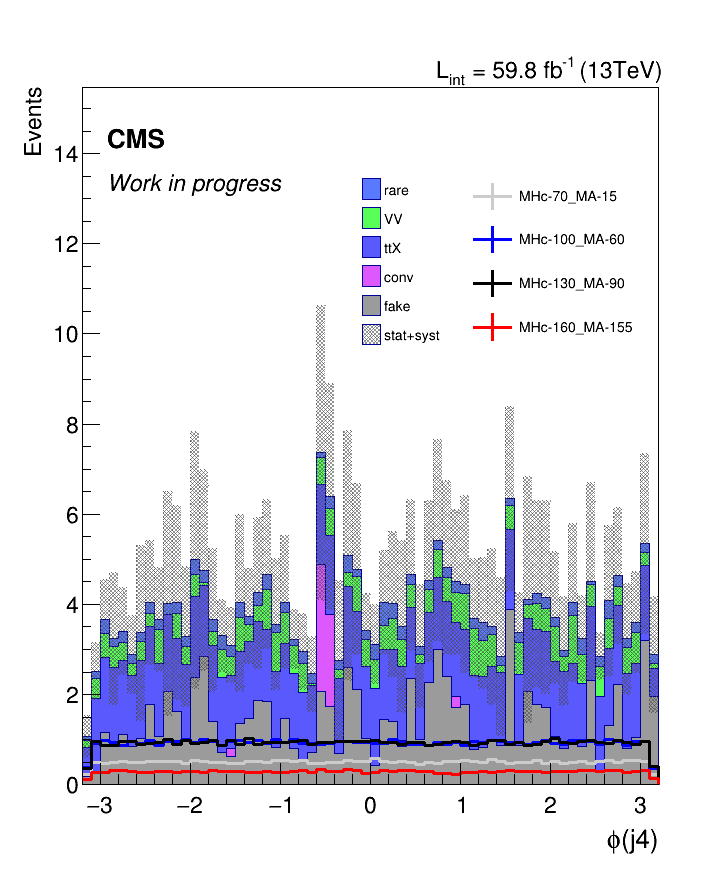 L_int = 59.8 fb^-1 (13TeV)
Events
CMS
Work in progress
rare
VV
ttX
conv
fake
stat+syst
MHc-70_MA-15
MHc-100_MA-60
MHc-130_MA-90
MHc-160_MA-155
14
12
10
8
6
4
2
0
−3 −2 −1 0 1 2 3
ϕ(j4)